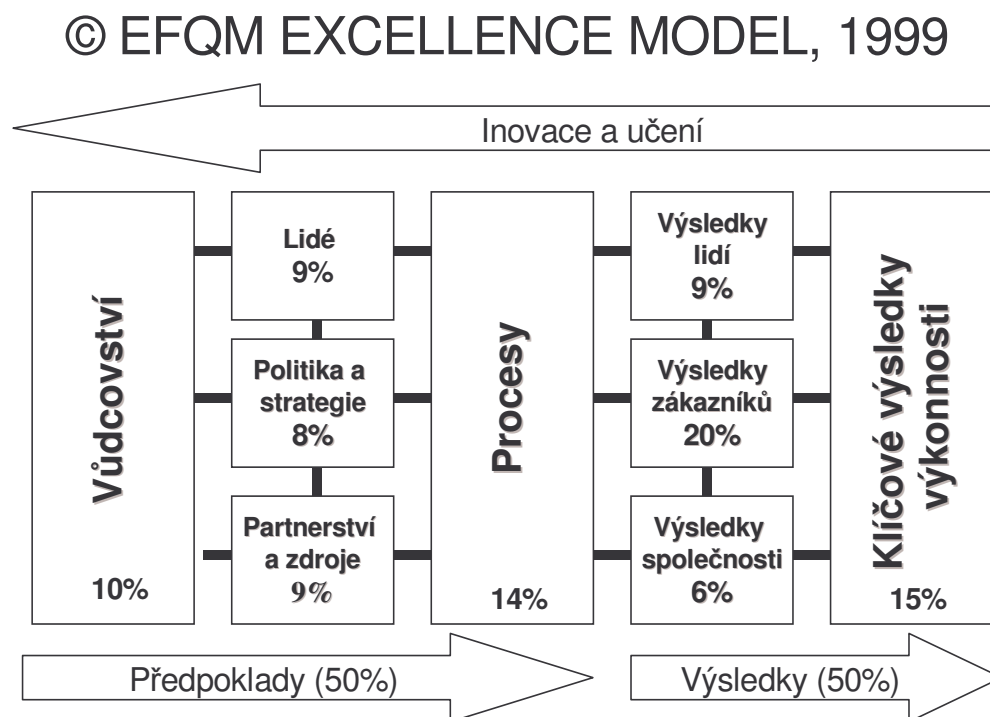 © EFQM EXCELLENCE MODEL, 1999
Inovace a učení
Vůdcovství
10%
Lidé
9%
Politika a
strategie
8%
Partnerství
a zdroje
9%
Procesy
14%
Výsledky
lidí
9%
Výsledky
zákazníků
20%
Výsledky
společnosti
6%
Klíčové výsledky
výkonnosti
15%
Předpoklady (50%)
Výsledky (50%)